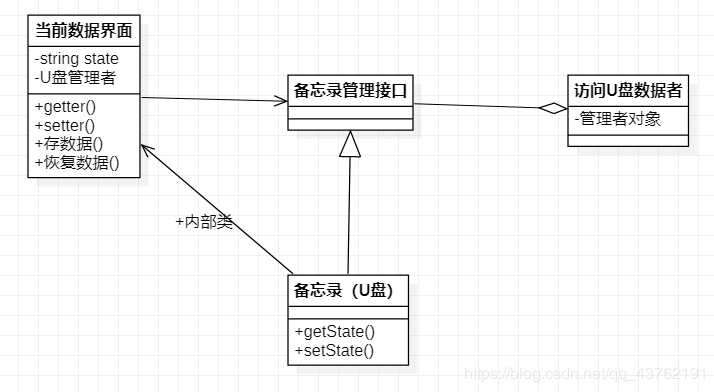 当前数据界面
-string state
-U盘管理者
+getter()
+setter()
+存数据()
+恢复数据()
备忘录管理接口
访问U盘数据者
-管理者对象
+内部类
备忘录（U盘）
+getState()
+setState()
https://blog.csdn.net/qq_43762191